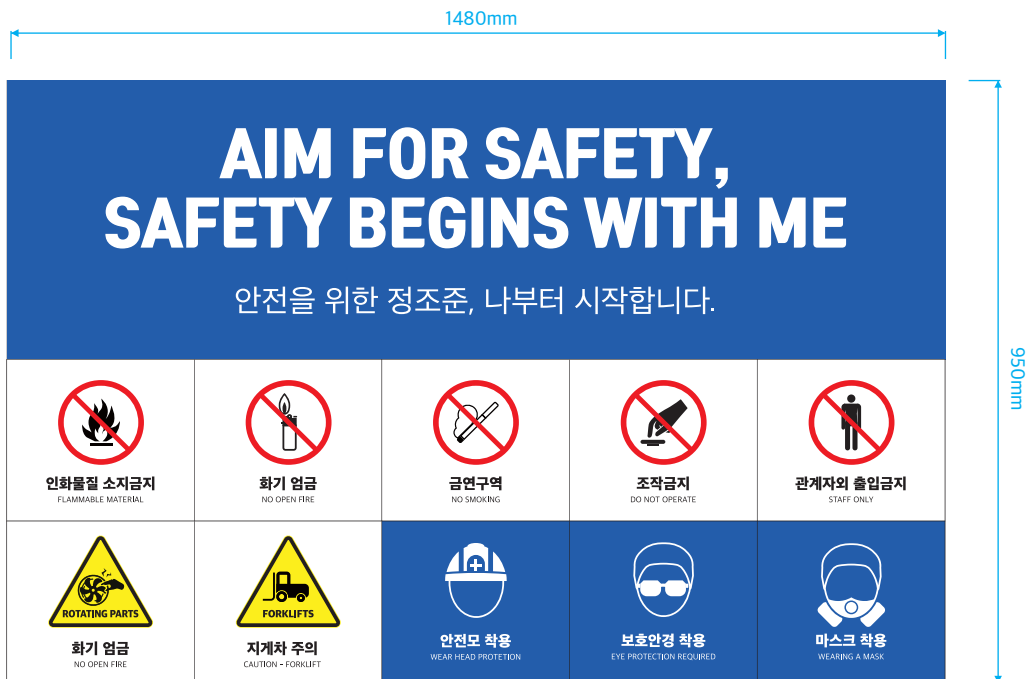 1480mm
AIM FOR SAFETY,
SAFETY BEGINS WITH ME
안전을 위한 정조준, 나부터 시작합니다.
950mm
인화물질 소지금지
FLAMMABLE MATERIAL
화기 엄금
NO OPEN FIRE
금연구역
NO SMOKING
조작금지
DO NOT OPERATE
관계자외 출입금지
STAFF ONLY
ROTATING PARTS
화기 엄금
NO OPEN FIRE
FORKLIFTS
지게차 주의
CAUTION - FORKLIFT
안전모 착용
WEAR HEAD PROTETION
보호안경 착용
EYE PROTECTION REQUIRED
마스크 착용
WEARING A MASK